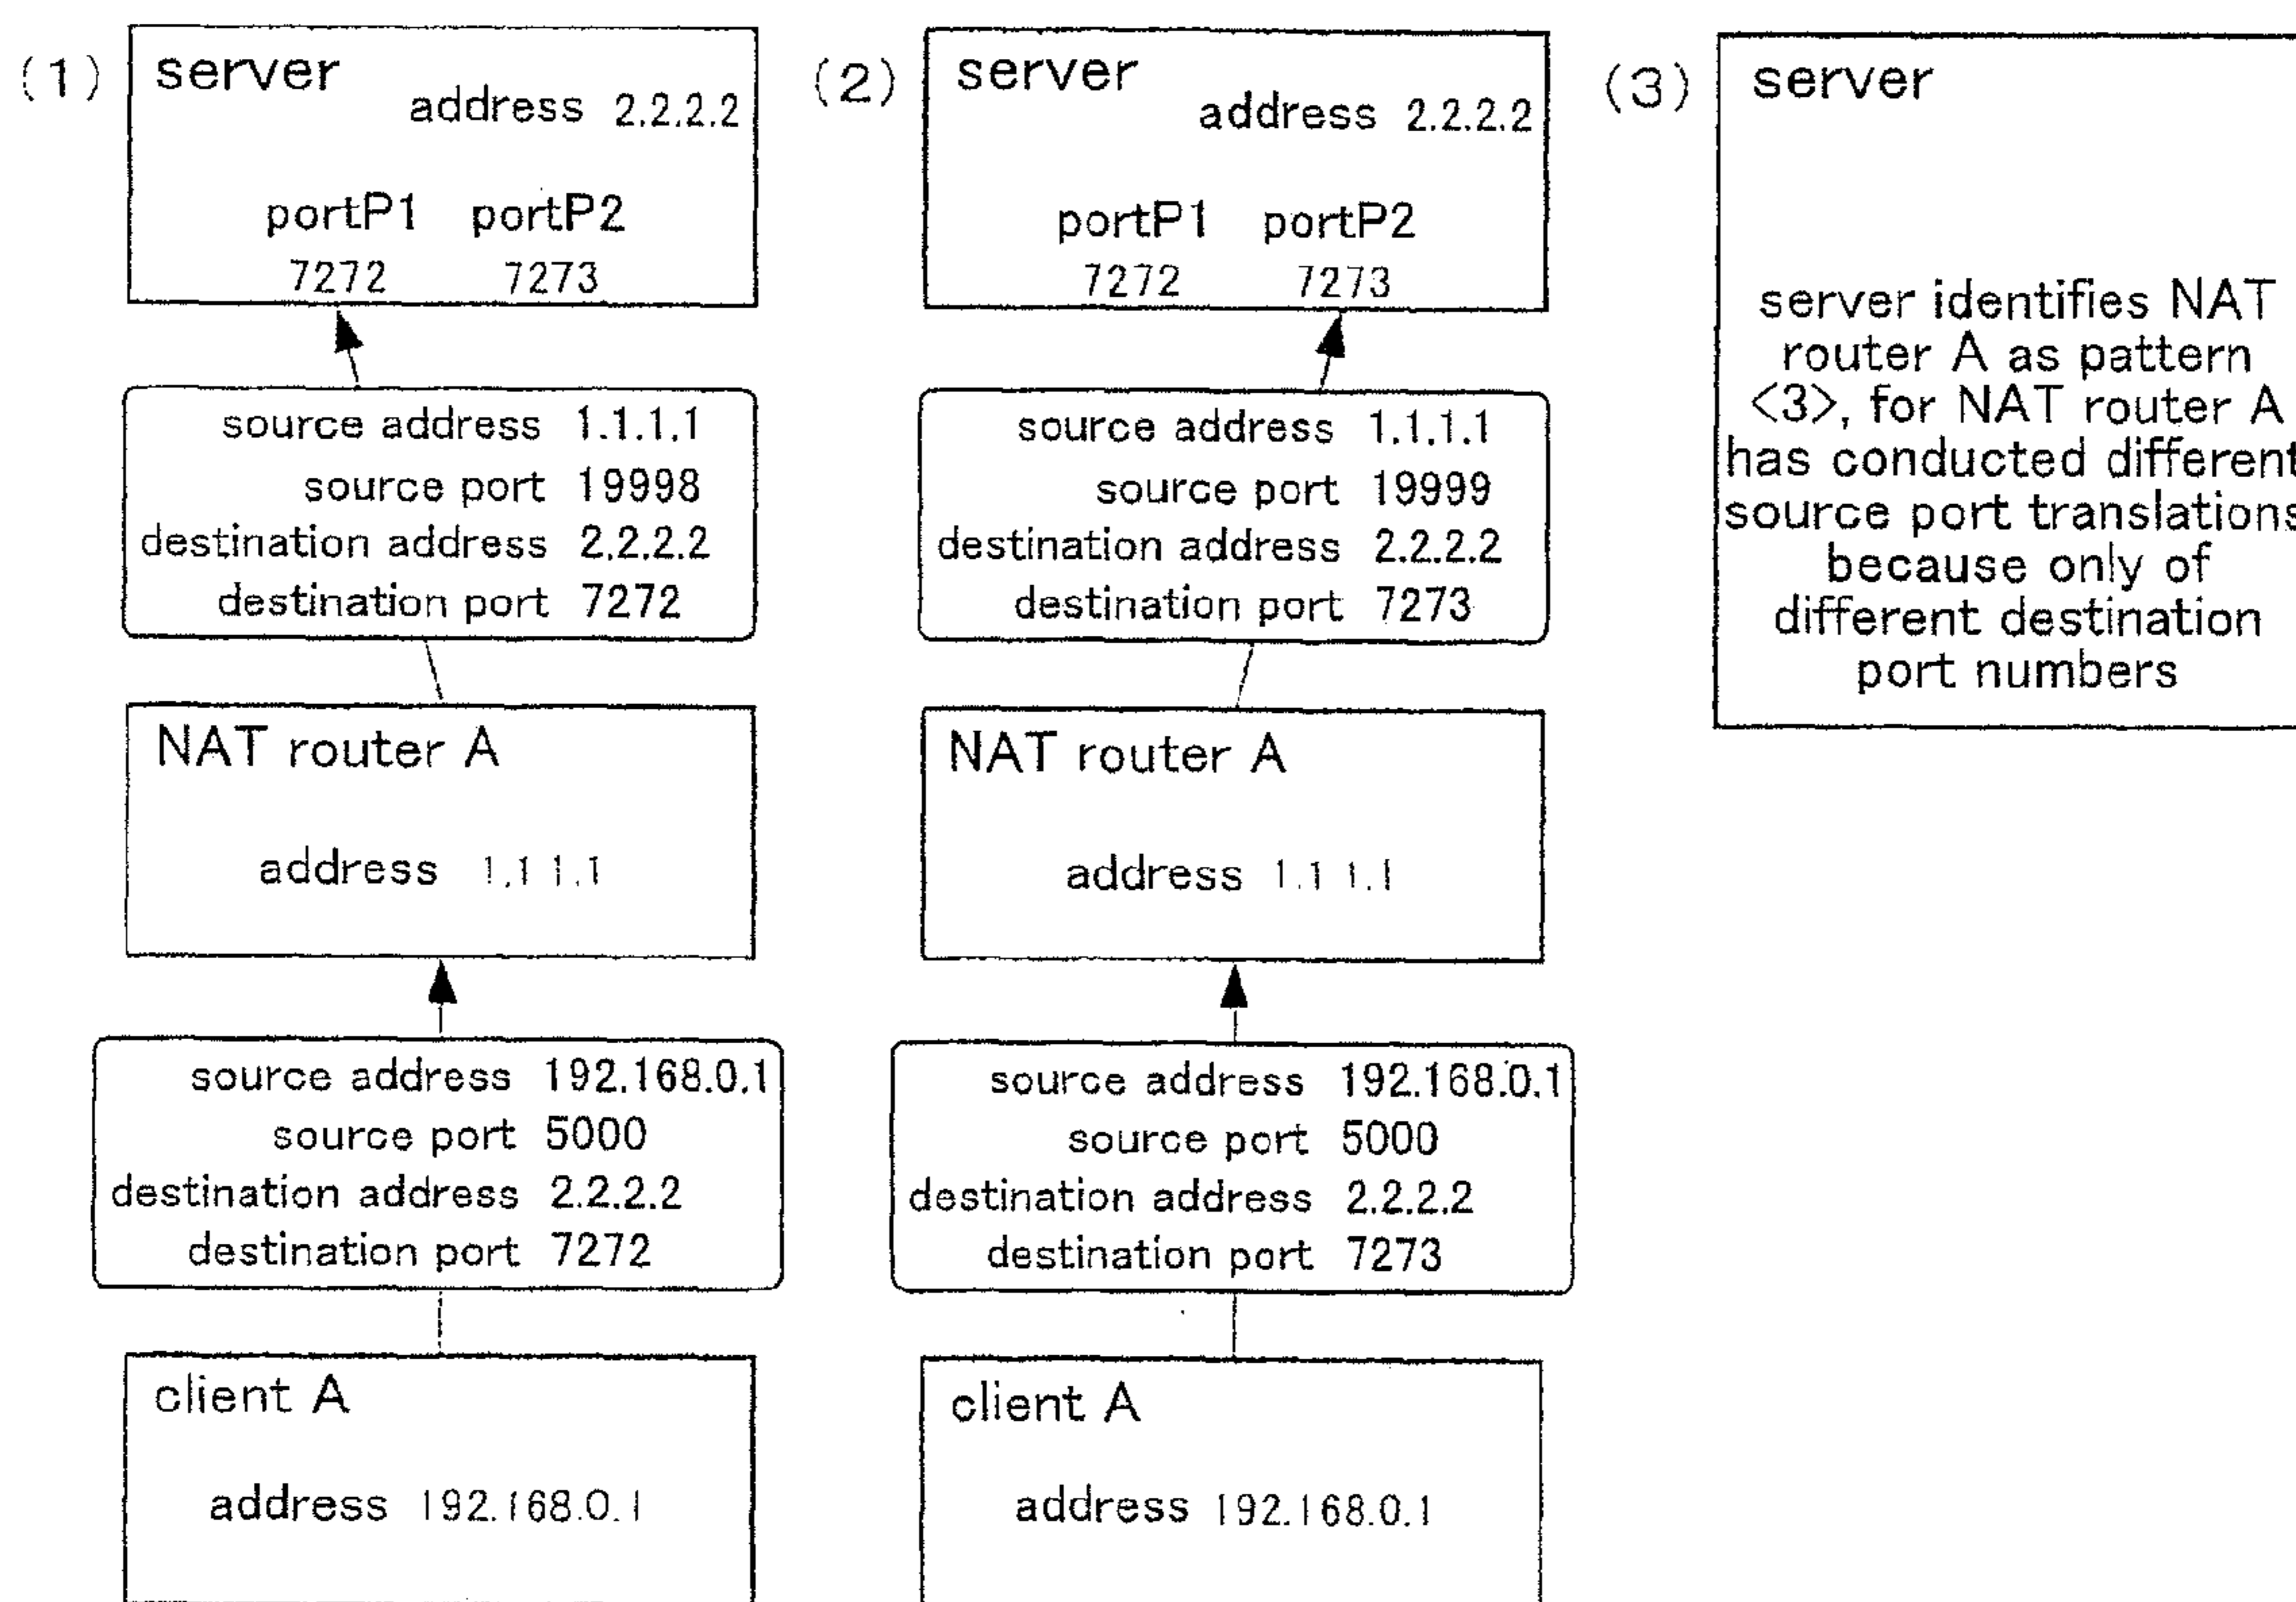 (1)
server
address 2.2.2.2
portP1 portP2
7272 7273
source address 1.1.1.1
source port 19998
destination address 2.2.2.2
destination port 7272
NAT router A
address 1.1 1.1
source address 192.168.0.1
source port 5000
destination address 2.2.2.2
destination port 7272
client A
address 192.168.0.1
(2)
server
address 2.2.2.2
portP1 portP2
7272 7273
source address 1.1.1.1
source port 19999
destination address 2.2.2.2
destination port 7273
NAT router A
address 1.1 1.1
source address 192.168.0.1
source port 5000
destination address 2.2.2.2
destination port 7273
client A
address 192.168.0.1
(3)
server
server identifies NAT
router A as pattern
<3>, for NAT router A
has conducted different
source port translations
because only of
different destination
port numbers